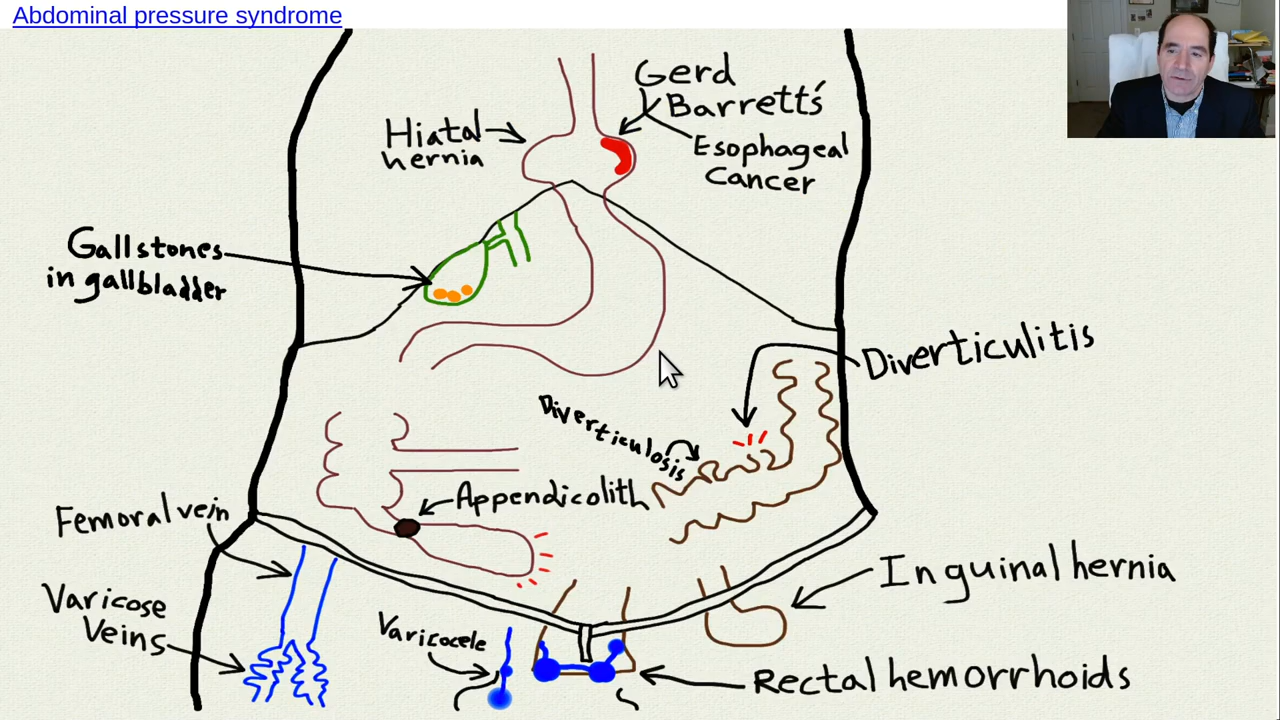 Abdominal pressure syndrome
Gerd
Barrett's
Esophageal
Cancer
Hiatal
hernia
Gallstones
in gallbladder
Diverticulitis
Diverticulosis
Appendicolith
Femoral vein
Varicose
Veins
Varicocele
Inguinal hernia
Rectal hemorrhoids